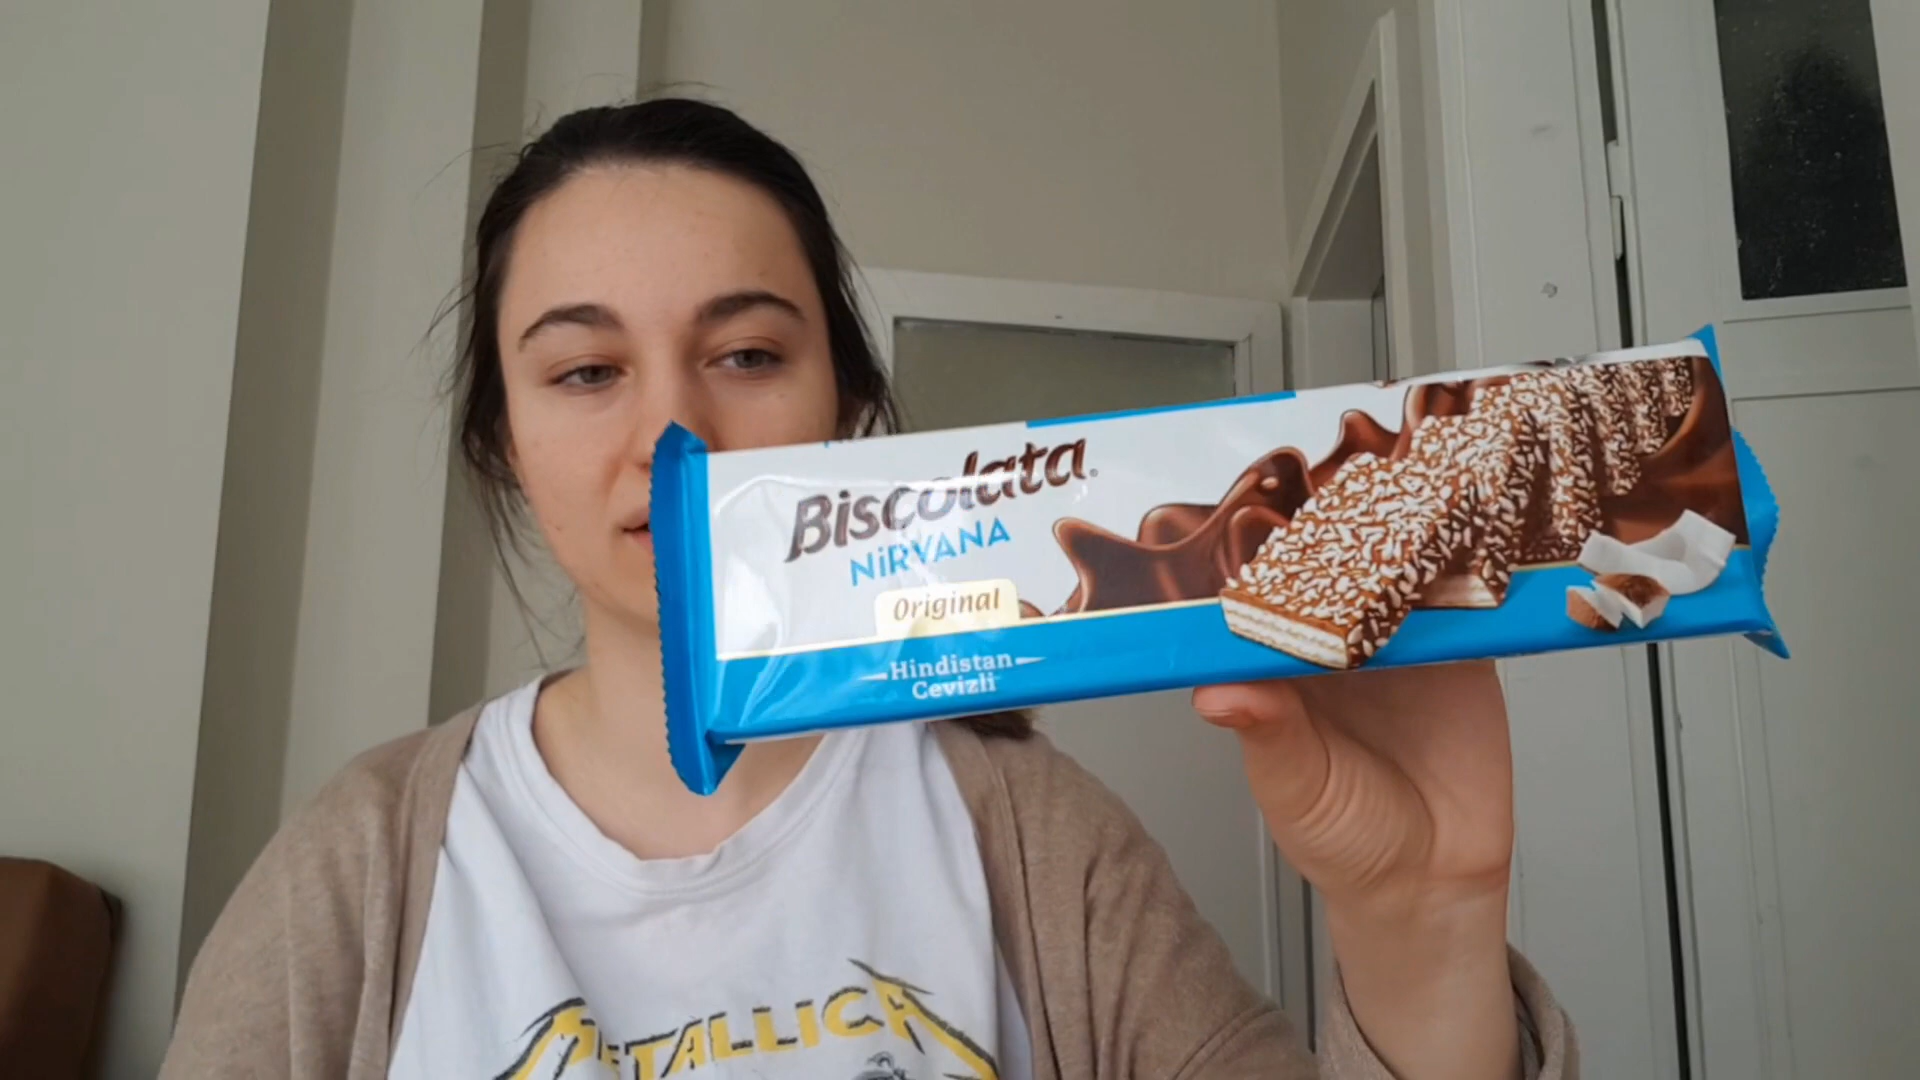 Biscolata
NiRVANA
Original
Hindistan
Cevizli
METALLICA